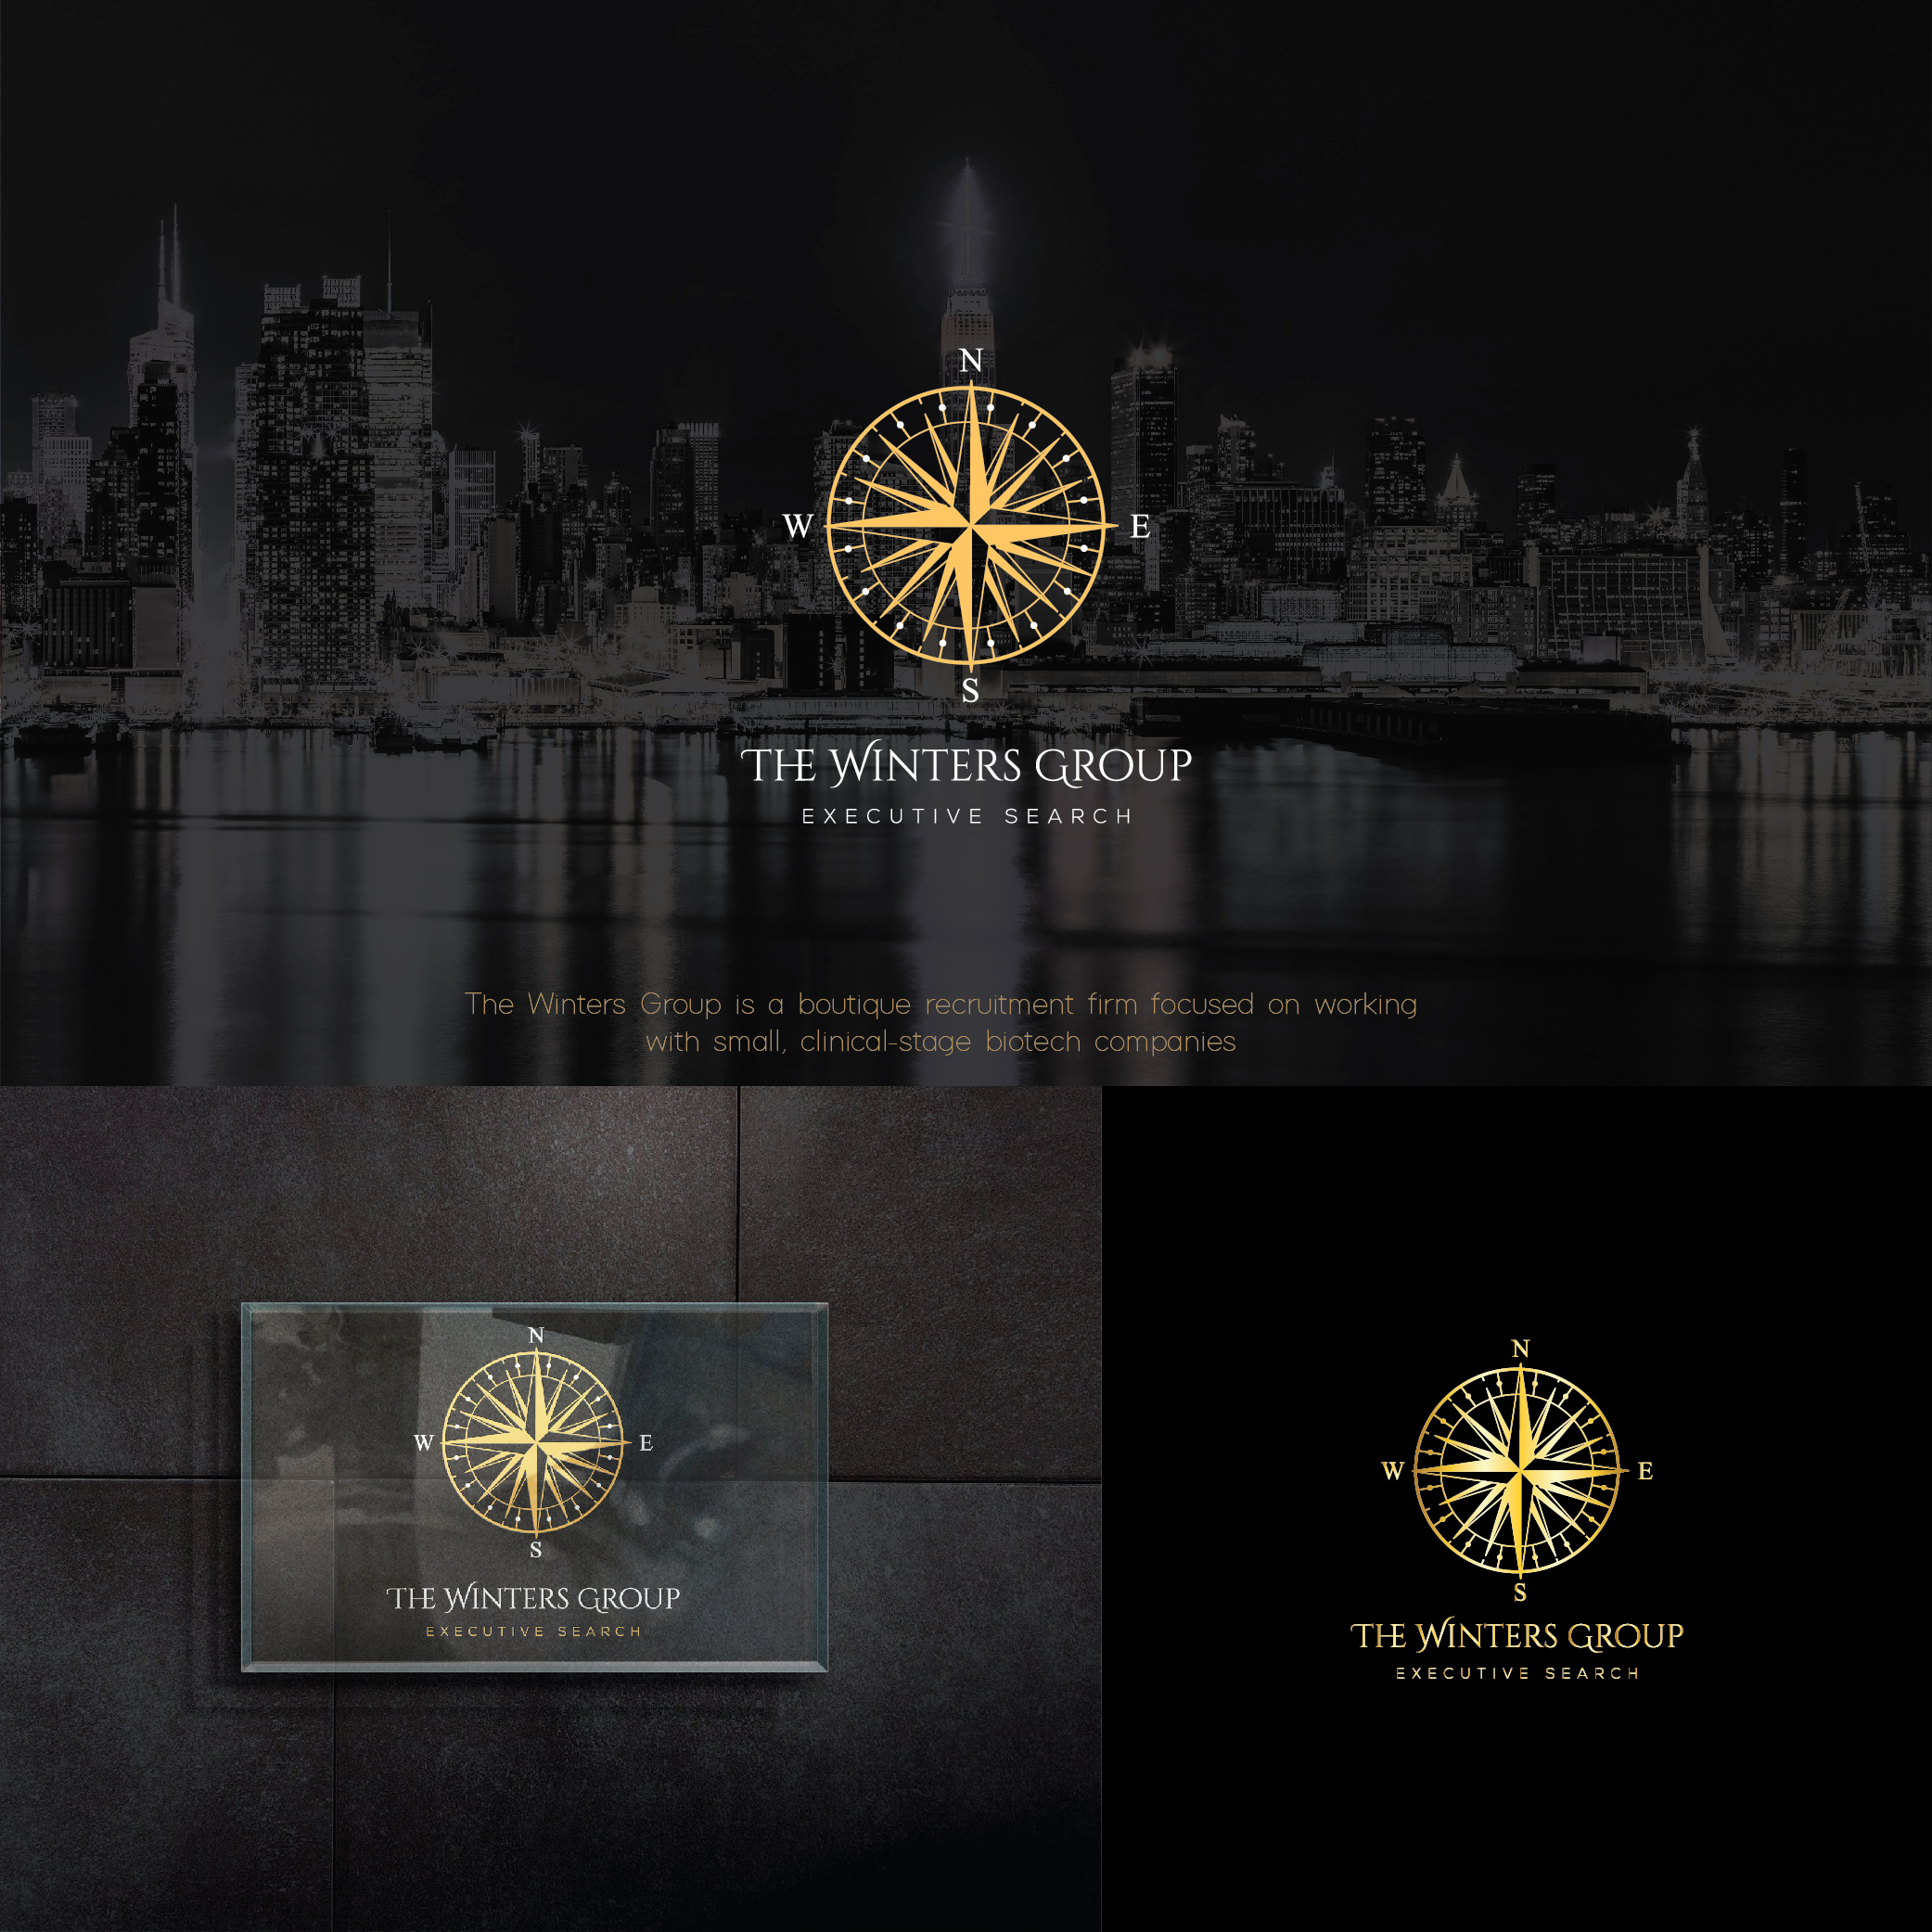 N
W E
S
The Winters Group
EXECUTIVE SEARCH
The Winters Group is a boutique recruitment firm focused on working
with small, clinical-stage biotech companies
N
W E
S
The Winters Group
EXECUTIVE SEARCH
N
W E
S
The Winters Group
EXECUTIVE SEARCH